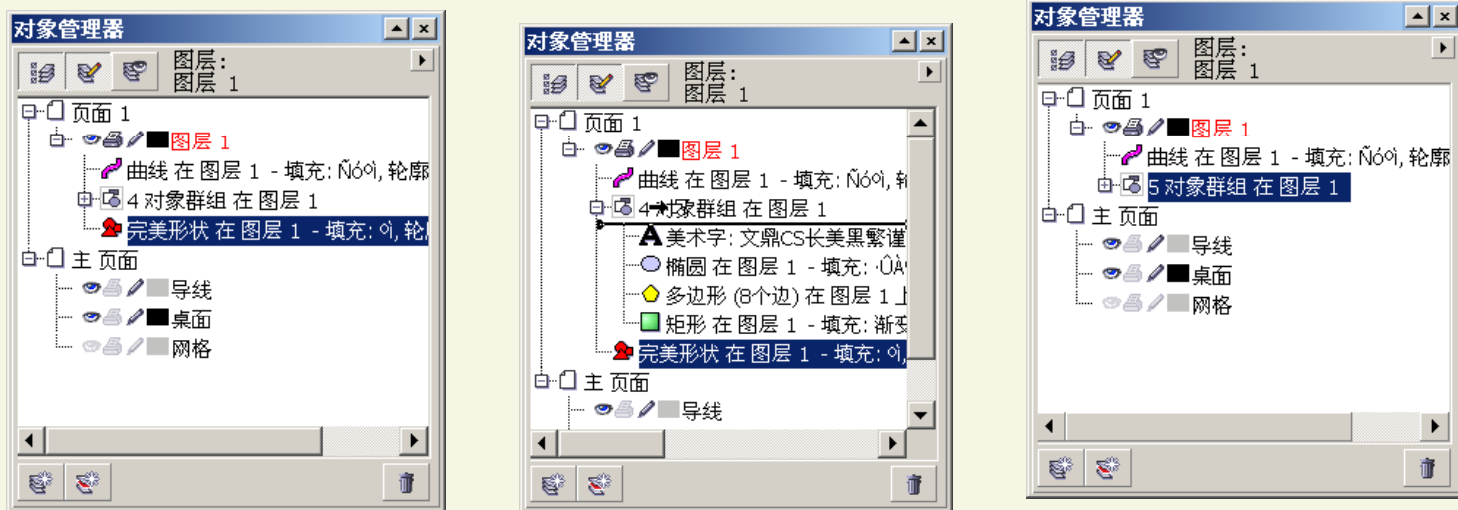 对象管理器
图层:
图层 1
页面 1
图层 1
曲线 在 图层 1 - 填充: Ñóºì, 轮廓
4 对象群组 在 图层 1
完美形状 在 图层 1 - 填充: ºì, 轮
主 页面
导线
桌面
网格
对象管理器
图层:
图层 1
页面 1
图层 1
曲线 在 图层 1 - 填充: Ñóºì,
4 对象群组 在 图层 1
美术字: 文鼎CS长美黑繁谨
椭圆 在 图层 1 - 填充:
多边形 (8个边) 在 图层 1 上
矩形 在 图层 1 - 填充: 渐变
完美形状 在 图层 1 - 填充: ºì,
主 页面
导线
对象管理器
图层:
图层 1
页面 1
图层 1
曲线 在 图层 1 - 填充: Ñóºì, 轮廓
5 对象群组 在 图层 1
主 页面
导线
桌面
网格